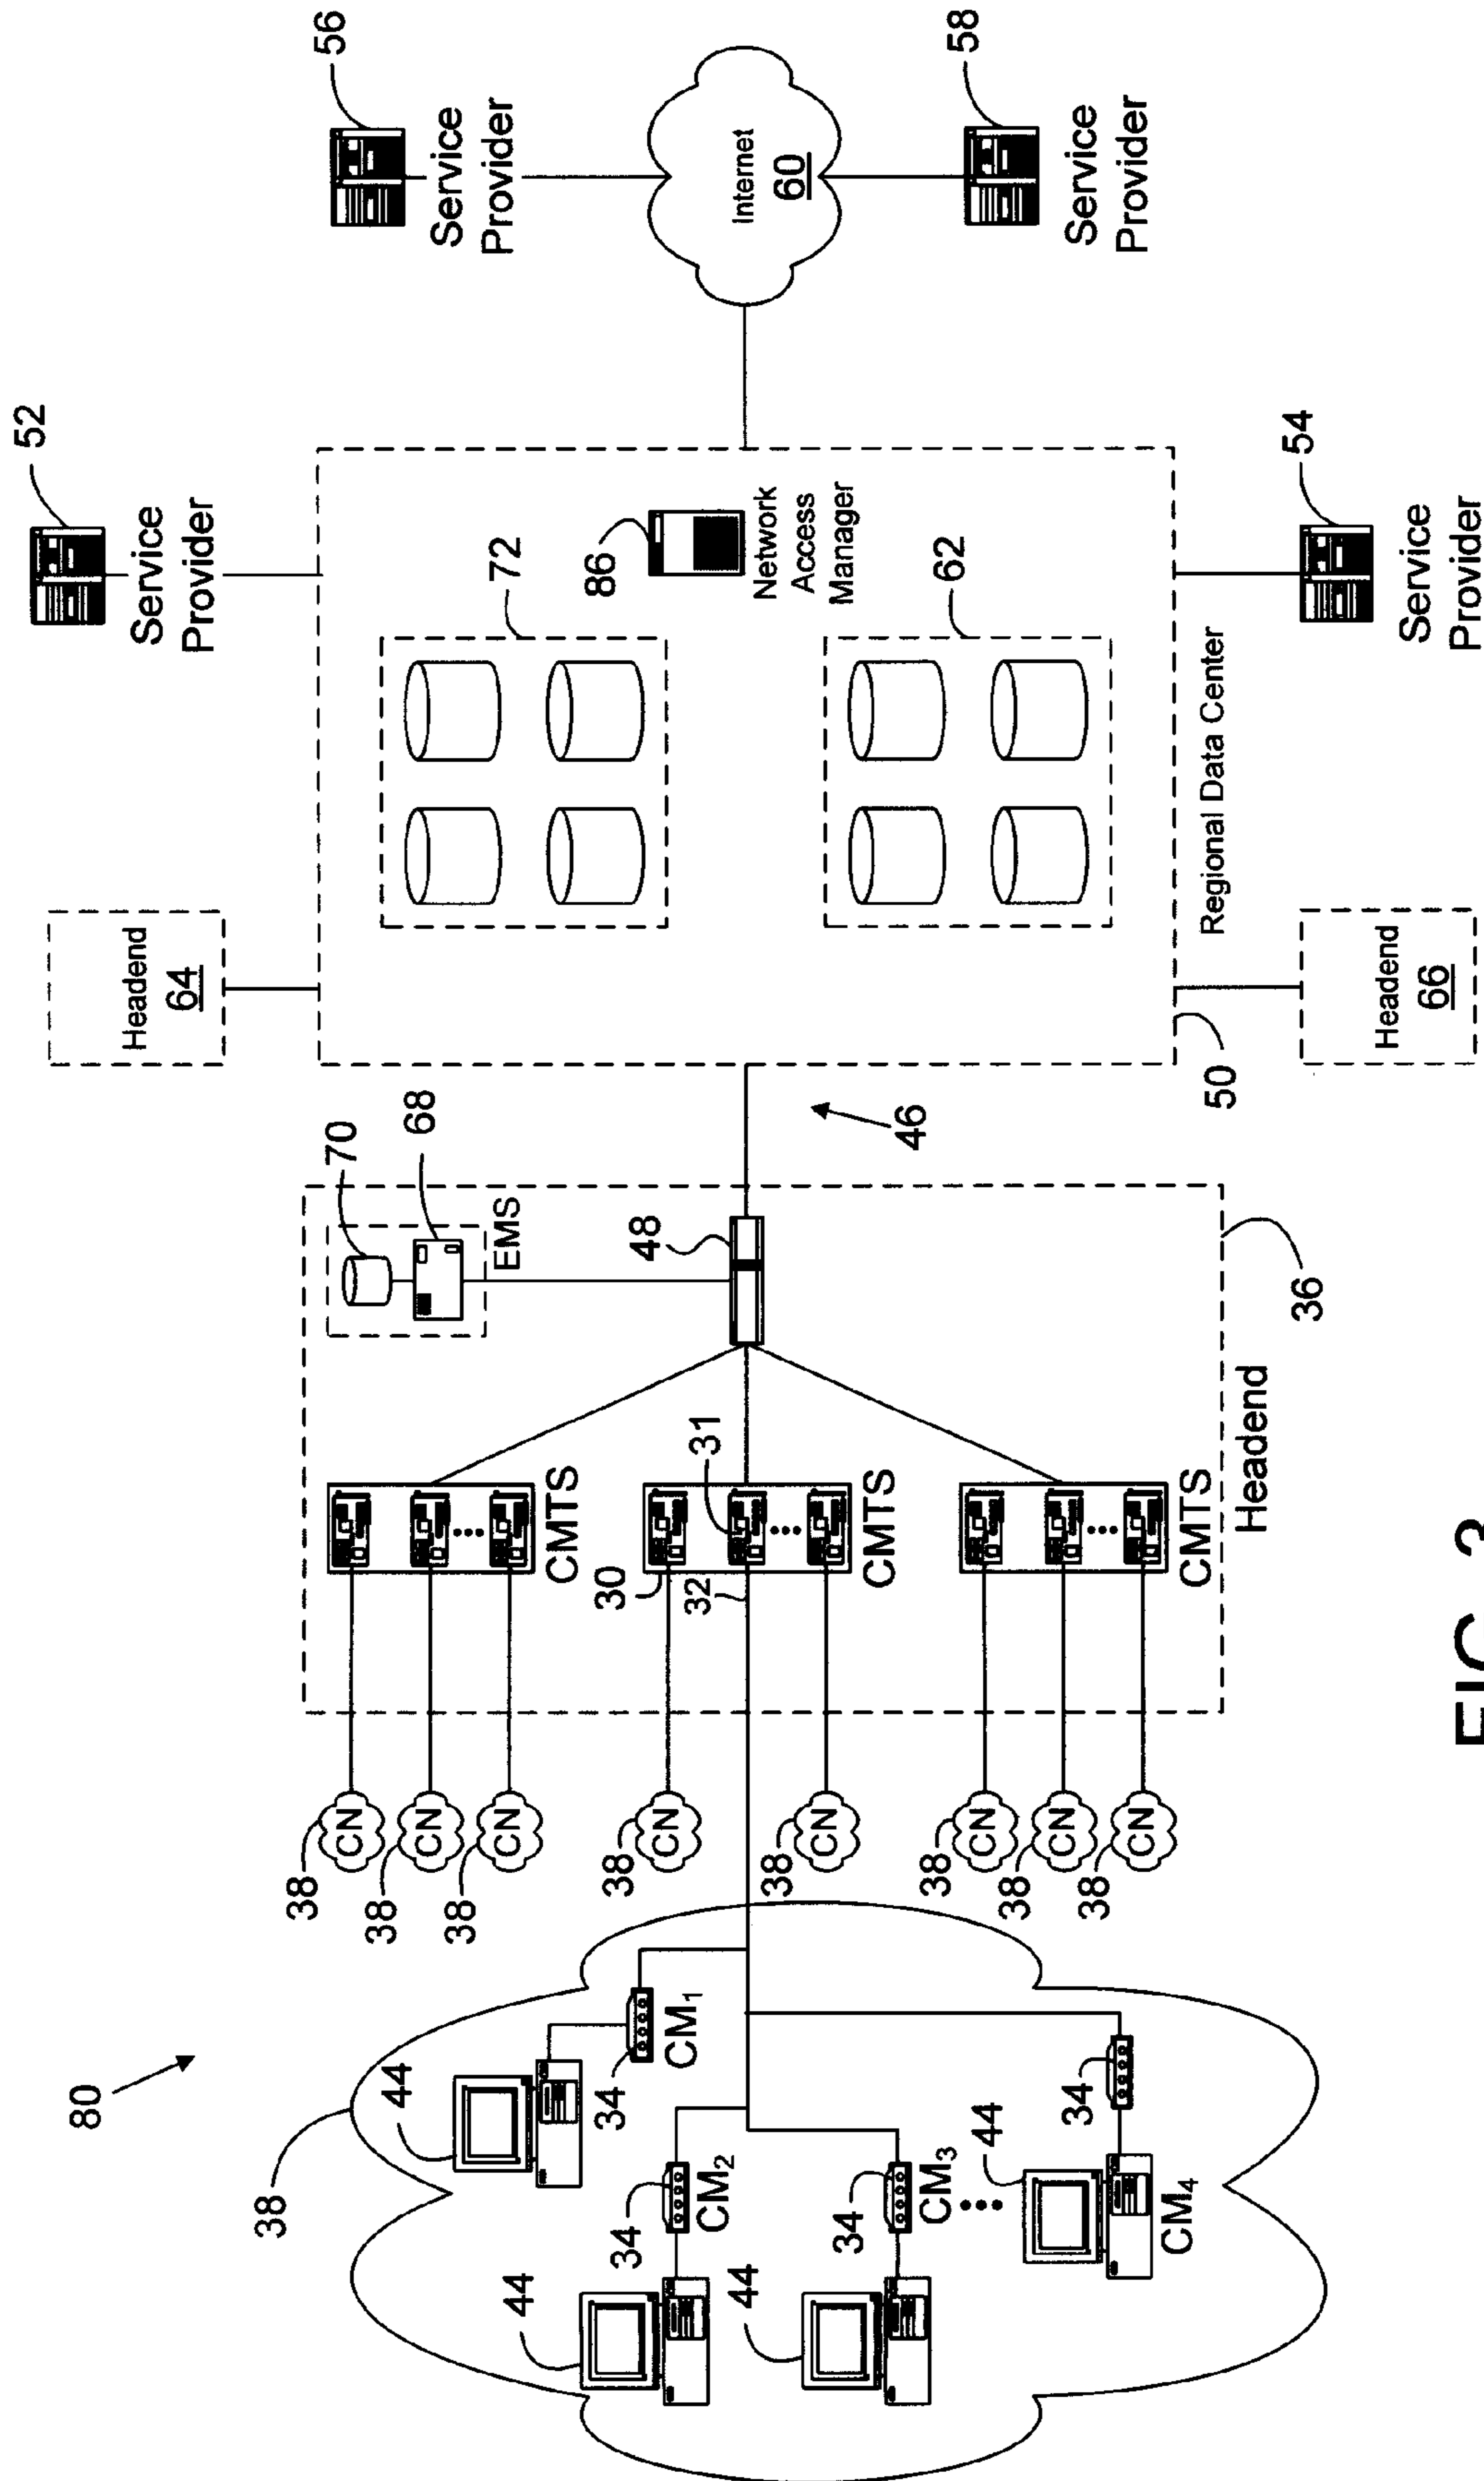 80
38
44
34
CM1
44
34
CM2
44
34
CM3
44
34
CM4
38
CN
38
CN
38
CN
38
CN
38
CN
38
CN
38
CN
38
CN
CMTS
30
31
32
CMTS
CMTS
Headend
36
70
68
EMS
48
46
Headend
64
Headend
66
50
Regional Data Center
72
62
86
Network
Access
Manager
52
Service
Provider
54
Service
Provider
56
Service
Provider
Internet
60
58
Service
Provider
FIG. 3